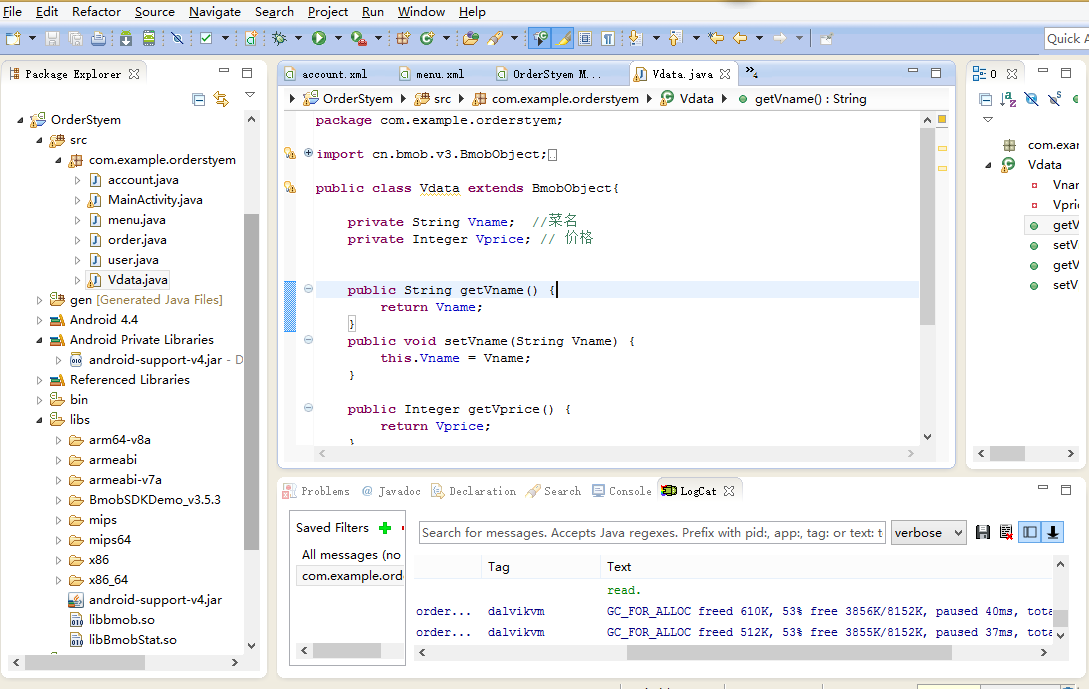 File Edit Refactor Source Navigate Search Project Run Window Help
Quick A
Package Explorer
OrderStyem
src
com.example.orderstyem
account.java
MainActivity.java
menu.java
order.java
user.java
Vdata.java
gen [Generated Java Files]
Android 4.4
Android Private Libraries
android-support-v4.jar - D
Referenced Libraries
bin
libs
arm64-v8a
armeabi
armeabi-v7a
BmobSDKDemo_v3.5.3
mips
mips64
x86
x86_64
android-support-v4.jar
libbmob.so
libBmobStat.so
account.xml menu.xml OrderStyem M... Vdata.java »4
OrderStyem src com.example.orderstyem Vdata getVname() : String
package com.example.orderstyem;
import cn.bmob.v3.BmobObject;
public class Vdata extends BmobObject{
private String Vname; //菜名
private Integer Vprice; // 价格
public String getVname() {
return Vname;
}
public void setVname(String Vname) {
this.Vname = Vname;
}
public Integer getVprice() {
return Vprice;
}
O
com.exar
Vdata
Vnar
Vpri
getV
setV
getV
setV
Problems @ Javadoc Declaration Search Console LogCat
Saved Filters
All messages (no
com.example.ord
Search for messages. Accepts Java regexes. Prefix with pid:, app:, tag: or text: t
verbose
Tag Text
read.
order... dalvikvm GC_FOR_ALLOC freed 610K, 53% free 3856K/8152K, paused 40ms, tota
order... dalvikvm GC_FOR_ALLOC freed 512K, 53% free 3855K/8152K, paused 37ms, tota